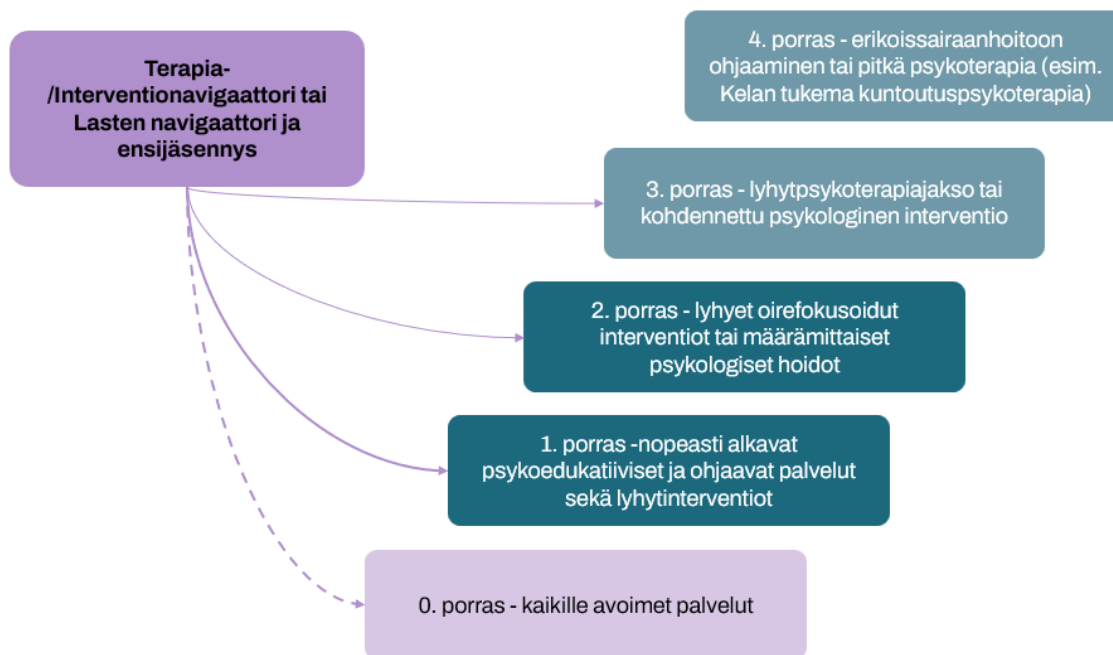 Terapia-
/Interventionavigaattori tai
Lasten navigaattori ja
ensijäsennys
4. porras - erikoissairaanhoitoon
ohjaaminen tai pitkä psykoterapia (esim.
Kelan tukema kuntoutuspsykoterapia)
3. porras - lyhytpsykoterapiajakso tai
kohdennettu psykologinen interventio
2. porras - lyhyet oirefokusoidut
interventiot tai määrämittaiset
psykologiset hoidot
1. porras -nopeasti alkavat
psykoedukatiiviset ja ohjaavat palvelut
sekä lyhytinterventiot
0. porras - kaikille avoimet palvelut